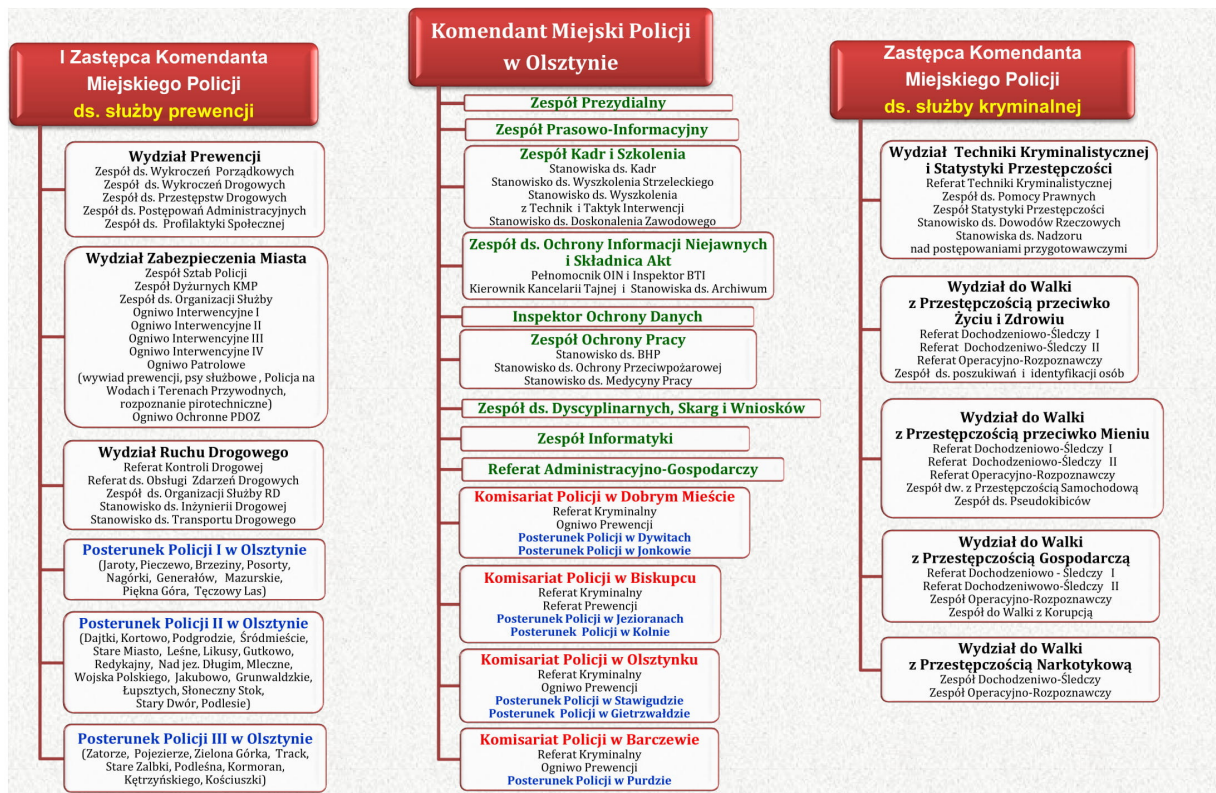 I Zastępca Komendanta
Miejskiego Policji
ds. służby prewencji
Wydział Prewencji
Zespół ds. Wykroczeń Porządkowych
Zespół ds. Wykroczeń Drogowych
Zespół ds. Przestępstw Drogowych
Zespół ds. Postępowań Administracyjnych
Zespół ds. Profilaktyki Społecznej
Wydział Zabezpieczenia Miasta
Zespół Sztab Policji
Zespół Dyżurnych KMP
Zespół ds. Organizacji Służby
Ogniwo Interwencyjne I
Ogniwo Interwencyjne II
Ogniwo Interwencyjne III
Ogniwo Interwencyjne IV
Ogniwo Patrolowe
(wywiad prewencji, psy służbowe , Policja na
Wodach i Terenach Przywodnych,
rozpoznanie pirotechniczne)
Ogniwo Ochronne PDOZ
Wydział Ruchu Drogowego
Referat Kontroli Drogowej
Referat ds. Obsługi Zdarzeń Drogowych
Zespół ds. Organizacji Służby RD
Stanowisko ds. Inżynierii Drogowej
Stanowisko ds. Transportu Drogowego
Posterunek Policji I w Olsztynie
(Jaroty, Pieczewo, Brzeziny, Posorty,
Nagórki, Generałów, Mazurskie,
Piękna Góra, Tęczowy Las)
Posterunek Policji II w Olsztynie
(Dajtki, Kortowo, Podgrodzie, Śródmieście,
Stare Miasto, Leśne, Likusy, Gutkowo,
Redykajny, Nad jez. Długim, Mleczne,
Wojska Polskiego, Jakubowo, Grunwaldzkie,
Łupsztych, Słoneczny Stok,
Stary Dwór, Podlesie)
Posterunek Policji III w Olsztynie
(Zatorze, Pojezierze, Zielona Górka, Track,
Stare Zalbki, Podleśna, Kormoran,
Kętrzyńskiego, Kościuszki)
Komendant Miejski Policji
w Olsztynie
Zespół Prezydialny
Zespół Prasowo-Informacyjny
Zespół Kadr i Szkolenia
Stanowiska ds. Kadr
Stanowisko ds. Wyszkolenia Strzeleckiego
Stanowisko ds. Wyszkolenia
z Technik i Taktyk Interwencji
Stanowisko ds. Doskonalenia Zawodowego
Zespół ds. Ochrony Informacji Niejawnych
i Składnica Akt
Pełnomocnik OIN i Inspektor BTI
Kierownik Kancelarii Tajnej i Stanowiska ds. Archiwum
Inspektor Ochrony Danych
Zespół Ochrony Pracy
Stanowisko ds. BHP
Stanowisko ds. Ochrony Przeciwpożarowej
Stanowisko ds. Medycyny Pracy
Zespół ds. Dyscyplinarnych, Skarg i Wniosków
Zespół Informatyki
Referat Administracyjno-Gospodarczy
Komisariat Policji w Dobrym Mieście
Referat Kryminalny
Ogniwo Prewencji
Posterunek Policji w Dywitach
Posterunek Policji w Jonkowie
Komisariat Policji w Biskupcu
Referat Kryminalny
Referat Prewencji
Posterunek Policji w Jezioranach
Posterunek Policji w Kolnie
Komisariat Policji w Olsztynku
Referat Kryminalny
Ogniwo Prewencji
Posterunek Policji w Stawigudzie
Posterunek Policji w Gietrzwałdzie
Komisariat Policji w Barczewie
Referat Kryminalny
Ogniwo Prewencji
Posterunek Policji w Purdzie
Zastępca Komendanta
Miejskiego Policji
ds. służby kryminalnej
Wydział Techniki Kryminalistycznej
i Statystyki Przestępczości
Referat Techniki Kryminalistycznej
Zespół ds. Pomocy Prawnych
Zespół Statystyki Przestępczości
Stanowisko ds. Dowodów Rzeczowych
Stanowiska ds. Nadzoru
nad postępowaniami przygotowawczymi
Wydział do Walki
z Przestępczością przeciwko
Życiu i Zdrowiu
Referat Dochodzeniowo-Śledczy I
Referat Dochodzeniwo-Śledczy II
Referat Operacyjno-Rozpoznawczy
Zespół ds. poszukiwań i identyfikacji osób
Wydział do Walki
z Przestępczością przeciwko Mieniu
Referat Dochodzeniowo-Śledczy I
Referat Dochodzeniowo-Śledczy II
Referat Operacyjno-Rozpoznawczy
Zespół dw. z Przestępczością Samochodową
Zespół ds. Pseudokibiców
Wydział do Walki
z Przestępczością Gospodarczą
Referat Dochodzeniowo - Śledczy I
Referat Dochodzeniwowo-Śledczy II
Zespół Operacyjno-Rozpoznawczy
Zespół do Walki z Korupcją
Wydział do Walki
z Przestępczością Narkotykową
Zespół Dochodzeniwo-Śledczy
Zespół Operacyjno-Rozpoznawczy